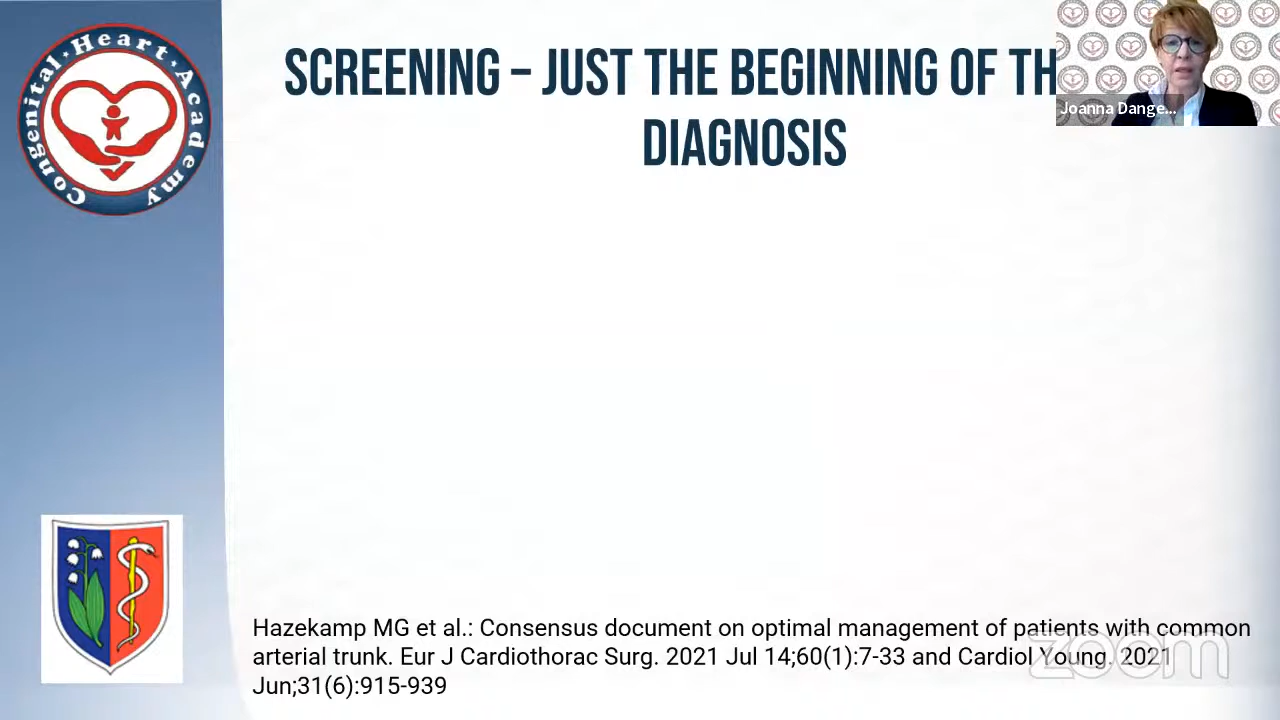 Congenital Heart Academy
SCREENING – JUST THE BEGINNING OF TH
DIAGNOSIS
Joanna Dange...
Hazekamp MG et al.: Consensus document on optimal management of patients with common
arterial trunk. Eur J Cardiothorac Surg. 2021 Jul 14;60(1):7-33 and Cardiol Young. 2021
Jun;31(6):915-939
zoom